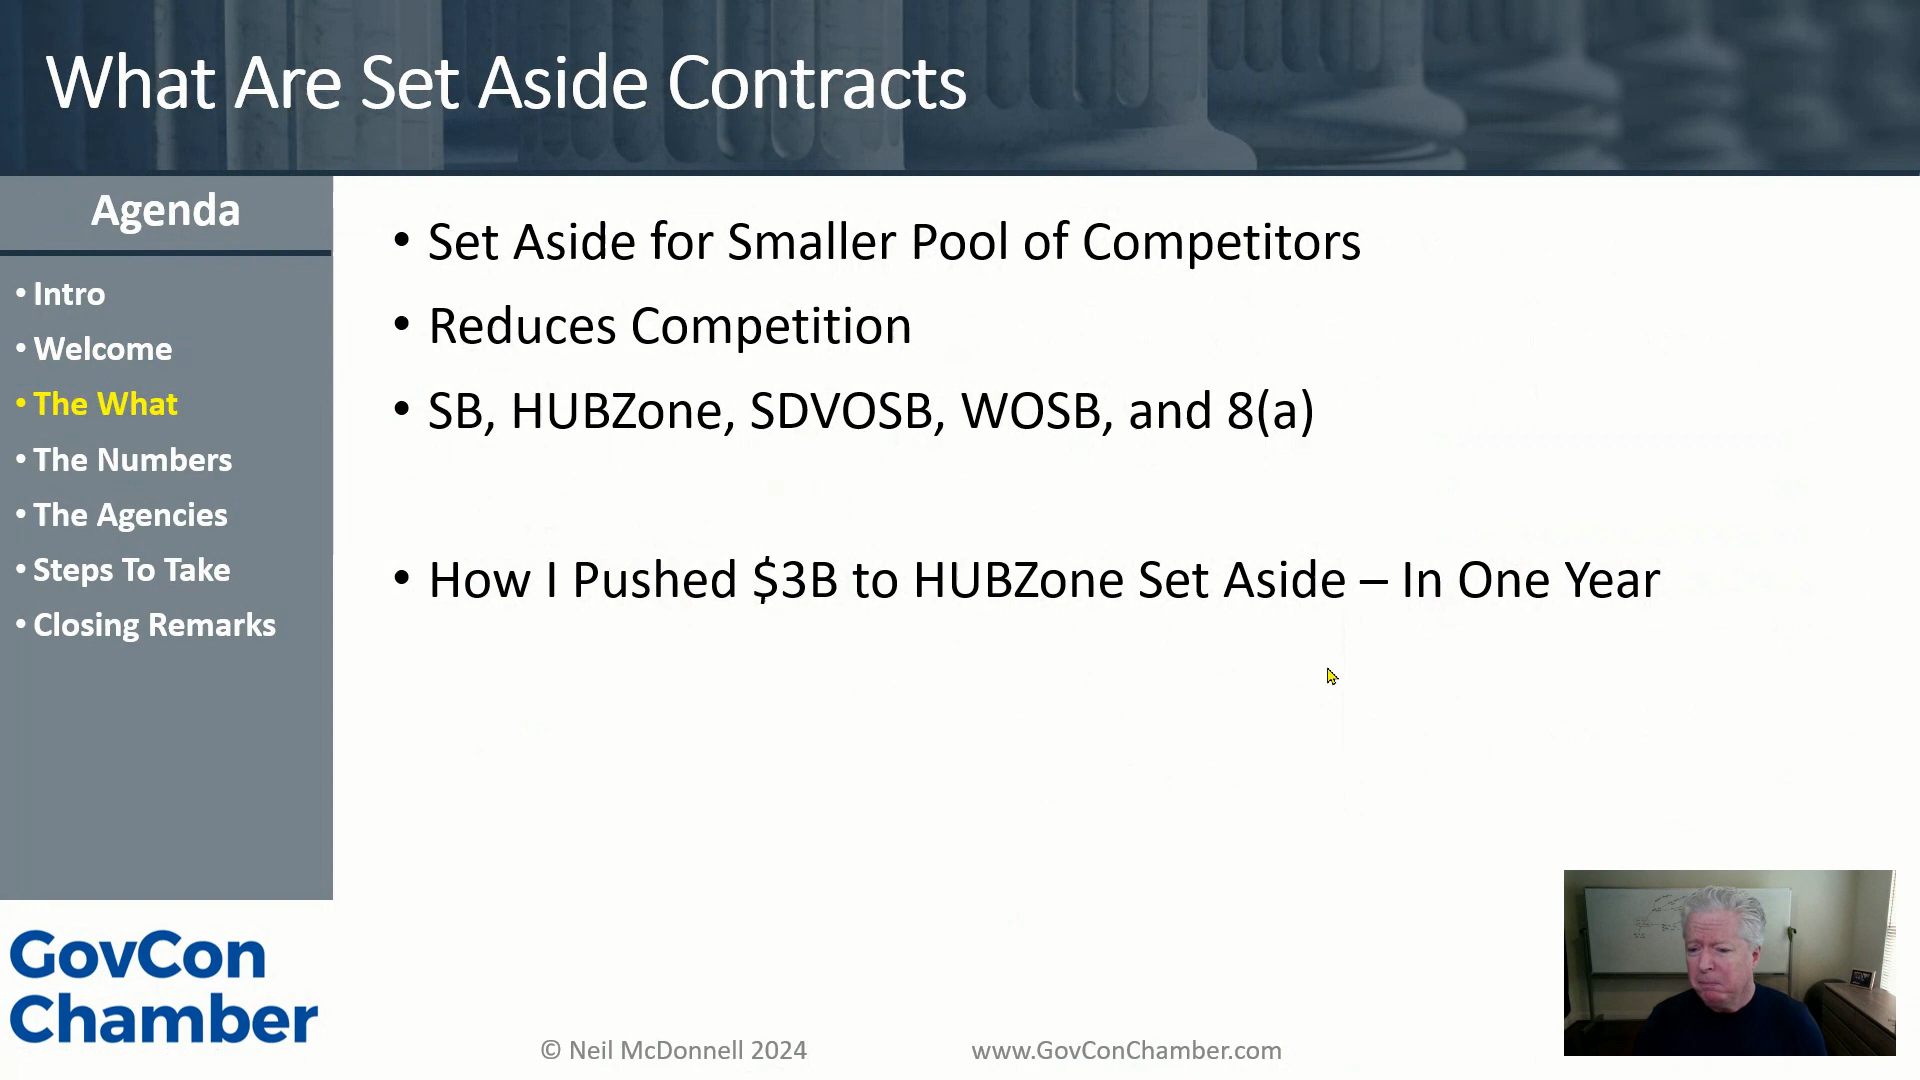 What Are Set Aside Contracts
Agenda
• Intro
• Welcome
• The What
• The Numbers
• The Agencies
• Steps To Take
• Closing Remarks
• Set Aside for Smaller Pool of Competitors
• Reduces Competition
• SB, HUBZone, SDVOSB, WOSB, and 8(a)
• How I Pushed $3B to HUBZone Set Aside – In One Year
GovCon
Chamber
© Neil McDonnell 2024
www.GovConChamber.com